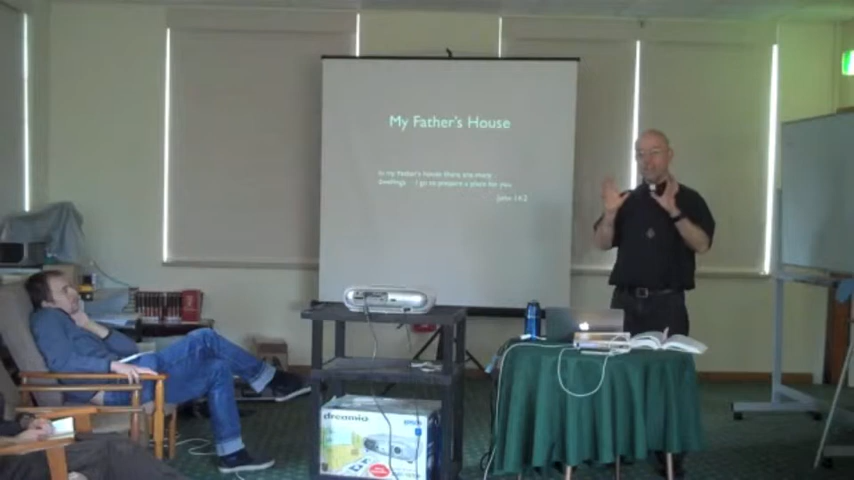 My Father's House
In my Father's house there are many
dwellings    I go to prepare a place for you.
John 14:2
dreamio